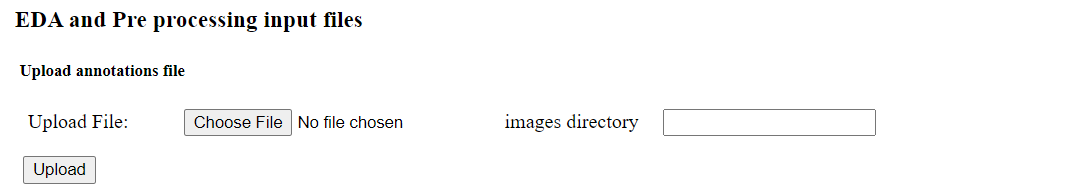 EDA and Pre processing input files
Upload annotations file
Upload File: Choose File No file chosen images directory
Upload